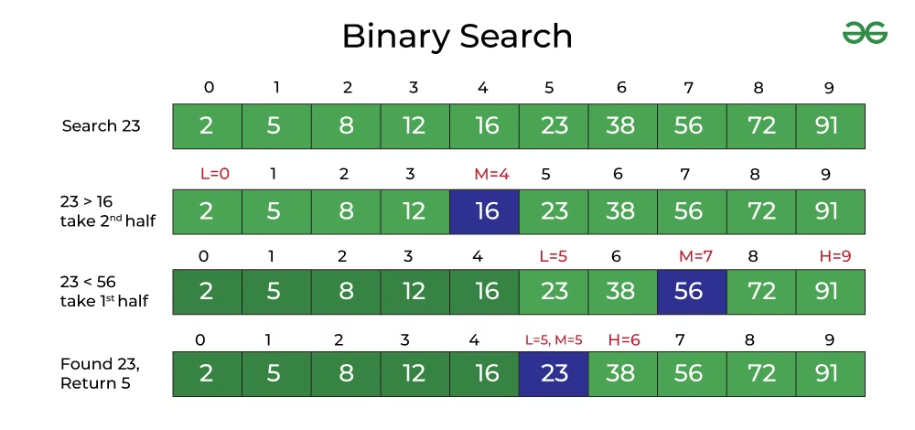 Binary Search
0 1 2 3 4 5 6 7 8 9
Search 23 2 5 8 12 16 23 38 56 72 91
L=0 1 2 3 M=4 5 6 7 8 9
23 > 16
take 2nd half 2 5 8 12 16 23 38 56 72 91
0 1 2 3 4 L=5 6 M=7 8 H=9
23 < 56
take 1st half 2 5 8 12 16 23 38 56 72 91
0 1 2 3 4 L=5, M=5 H=6 7 8 9
Found 23,
Return 5 2 5 8 12 16 23 38 56 72 91